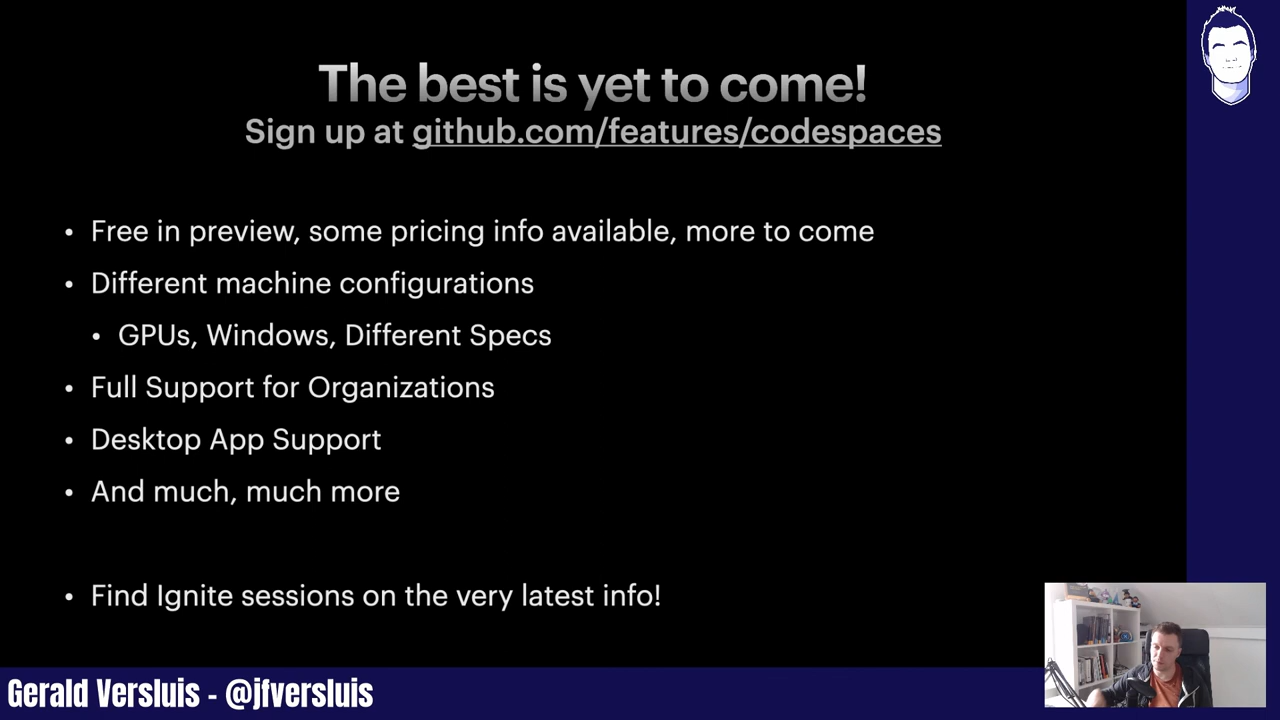 The best is yet to come!
Sign up at github.com/features/codespaces
• Free in preview, some pricing info available, more to come
• Different machine configurations
• GPUs, Windows, Different Specs
• Full Support for Organizations
• Desktop App Support
• And much, much more
• Find Ignite sessions on the very latest info!
Gerald Versluis - @jfversluis